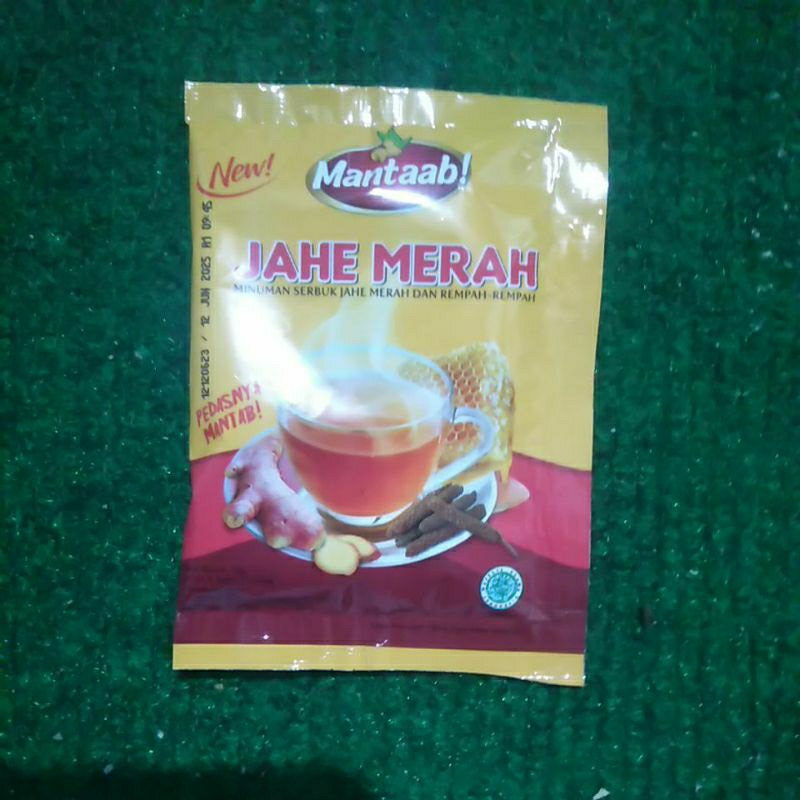 New!
Mantaab!
JAHE MERAH
MINUMAN SERBUK JAHE MERAH DAN REMPAH-REMPAH
12120623 / 12 JUN 2025 A1 09:45
PEDASNYA
MANTAB!